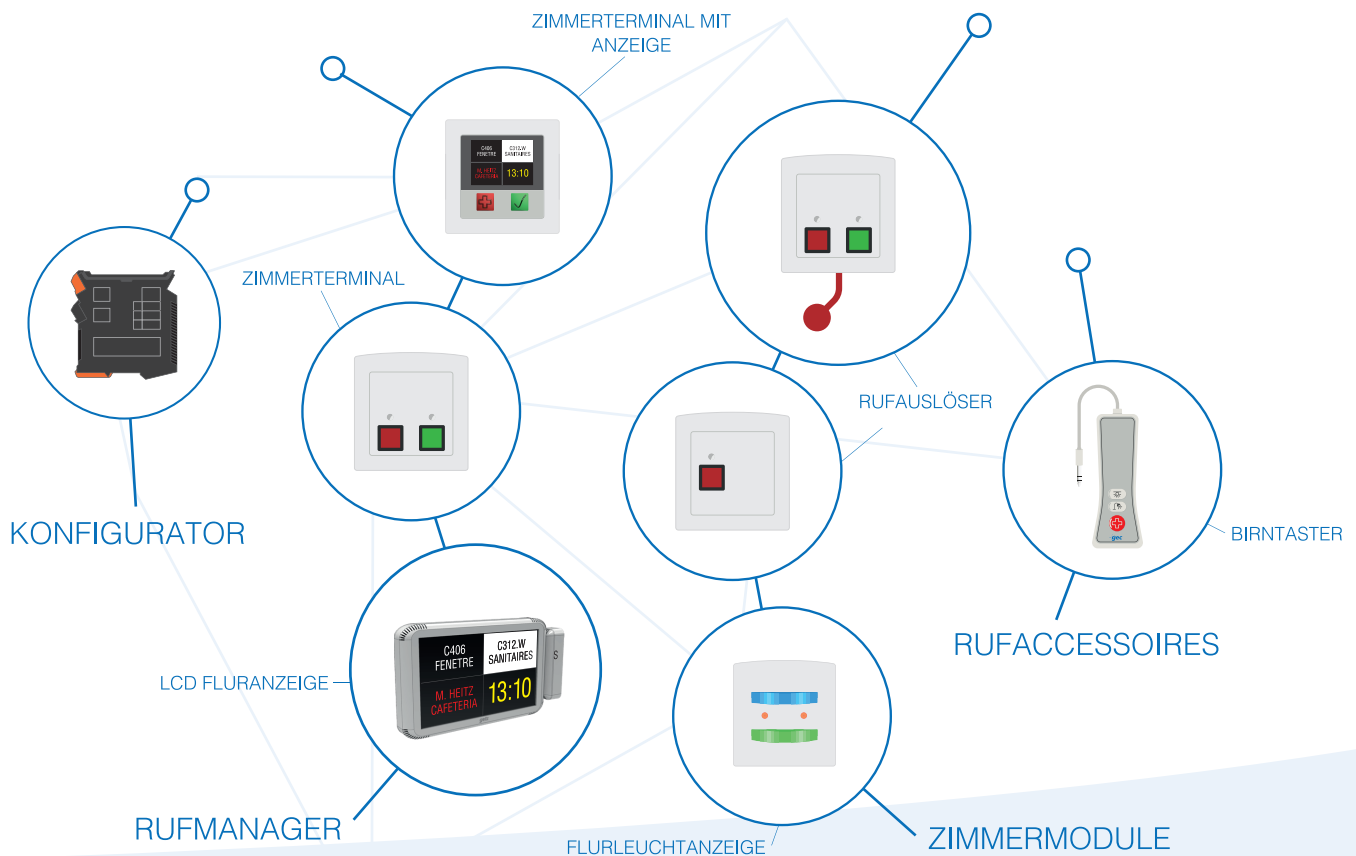 ZIMMERTERMINAL MIT
ANZEIGE
C406
FENETRE
C312.W
SANITAIRES
M. HEITZ
CAFETERIA
13:10
ZIMMERTERMINAL
RUFAUSLÖSER
KONFIGURATOR
BIRNTASTER
gec
RUFACCESSOIRES
C406
FENETRE
C312.W
SANITAIRES
S
M. HEITZ
CAFETERIA
13:10
LCD FLURANZEIGE
RUFMANAGER
FLURLEUCHTANZEIGE
ZIMMERMODULE